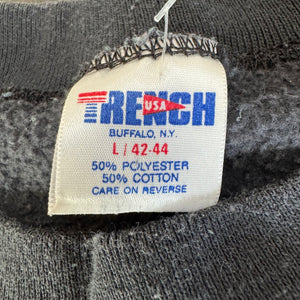 TRENCH
USA
BUFFALO, N.Y.
L / 42-44
50% POLYESTER
50% COTTON
CARE ON REVERSE